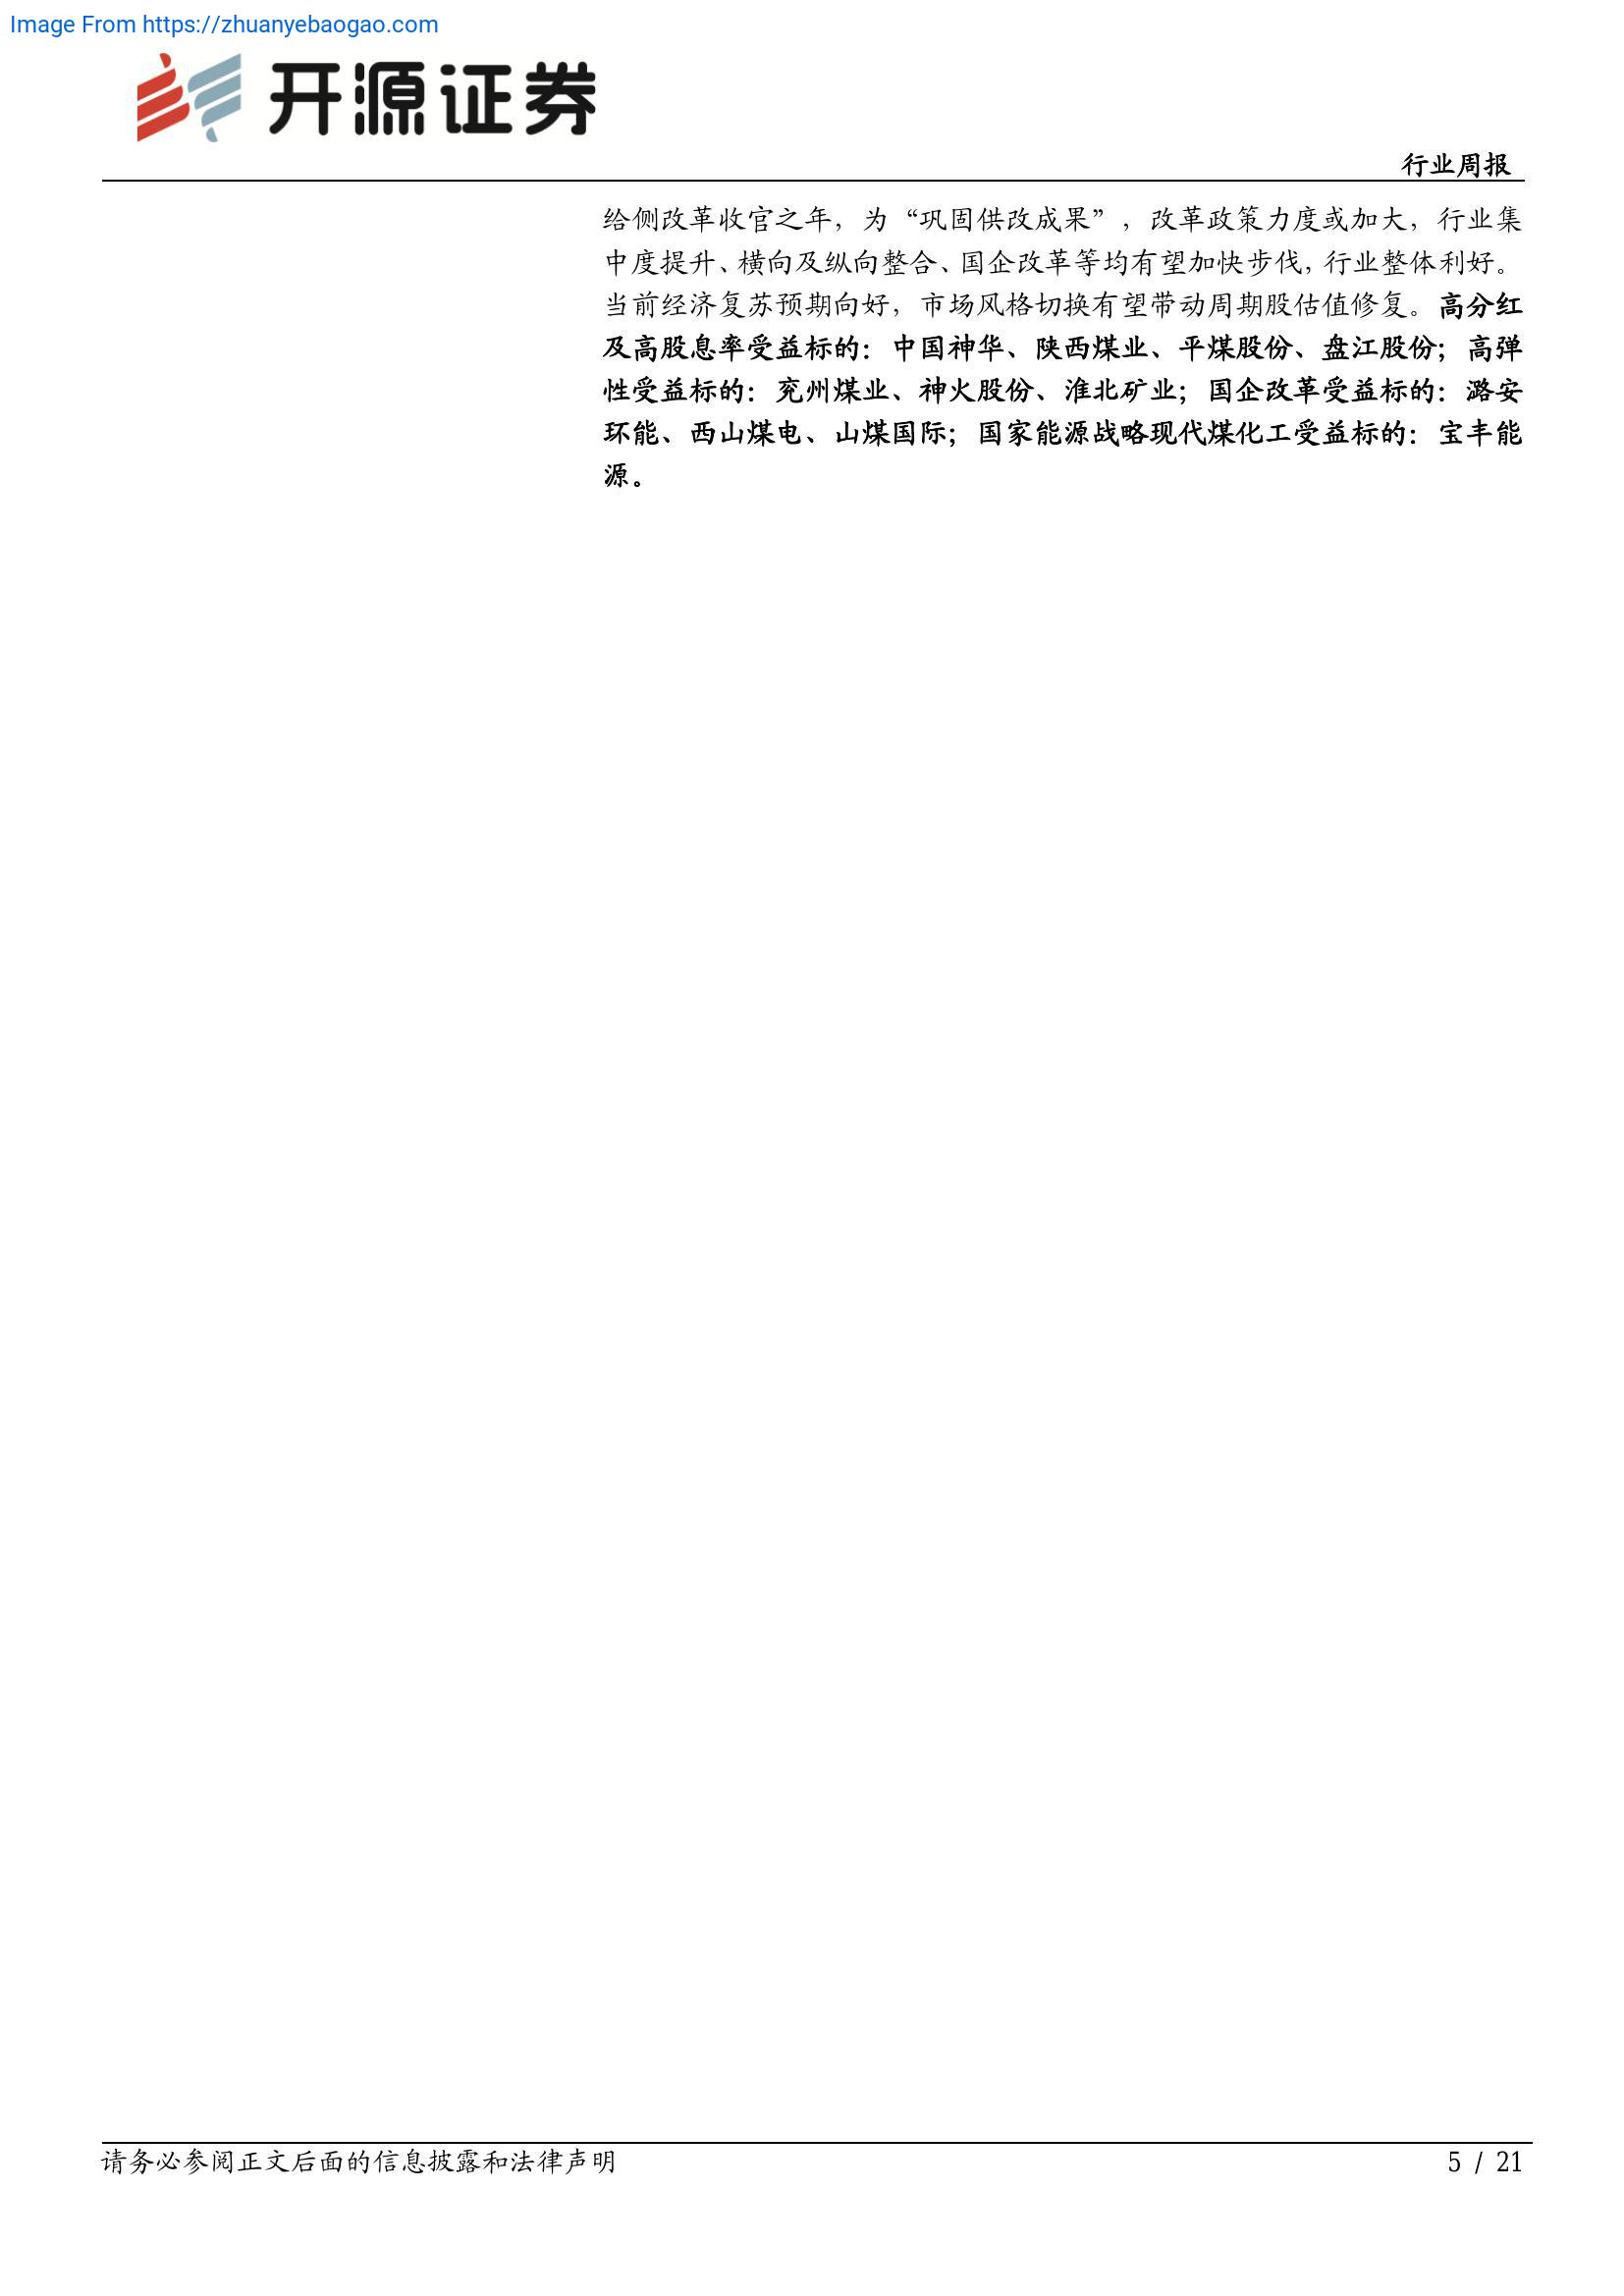 Image From https://zhuanyebaogao.com
开源证券
行业周报
给侧改革收官之年，为“巩固供改成果”，改革政策力度或加大，行业集
中度提升、横向及纵向整合、国企改革等均有望加快步伐，行业整体利好。
当前经济复苏预期向好，市场风格切换有望带动周期股估值修复。高分红
及高股息率受益标的：中国神华、陕西煤业、平煤股份、盘江股份；高弹
性受益标的：兖州煤业、神火股份、淮北矿业；国企改革受益标的：潞安
环能、西山煤电、山煤国际；国家能源战略现代煤化工受益标的：宝丰能
源。
请务必参阅正文后面的信息披露和法律声明
5 / 21